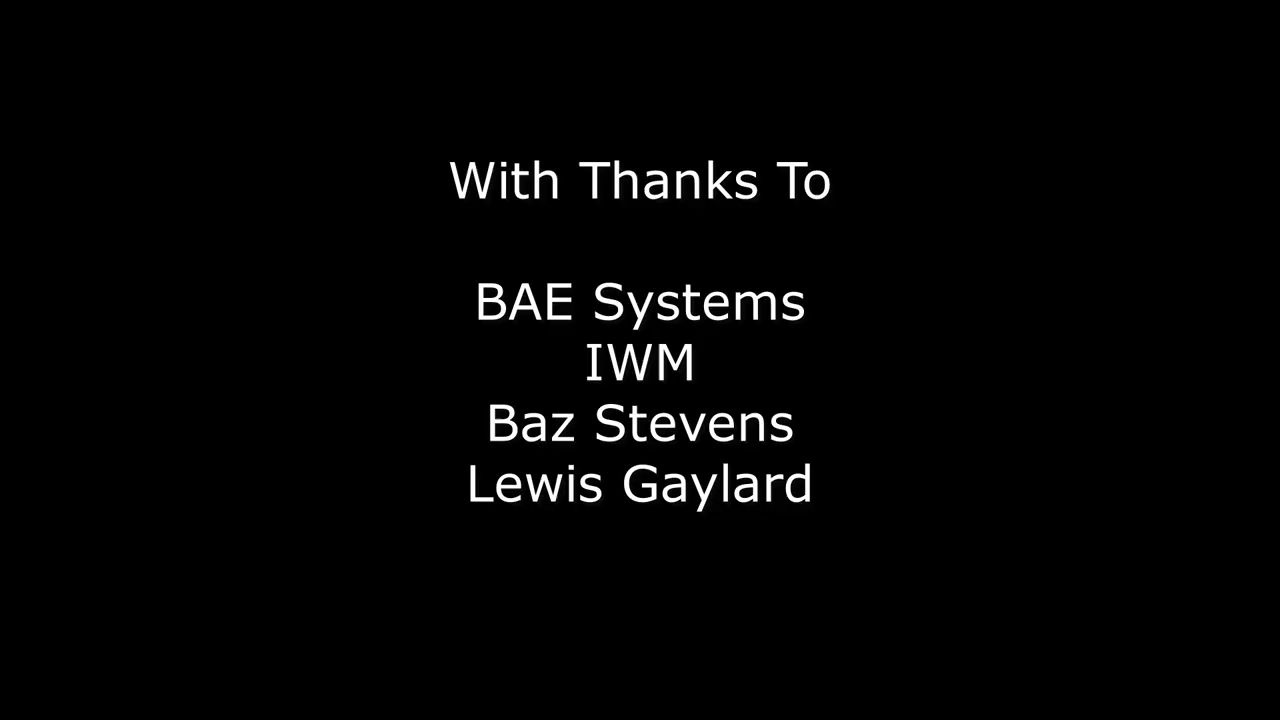 With Thanks To
BAE Systems
IWM
Baz Stevens
Lewis Gaylard